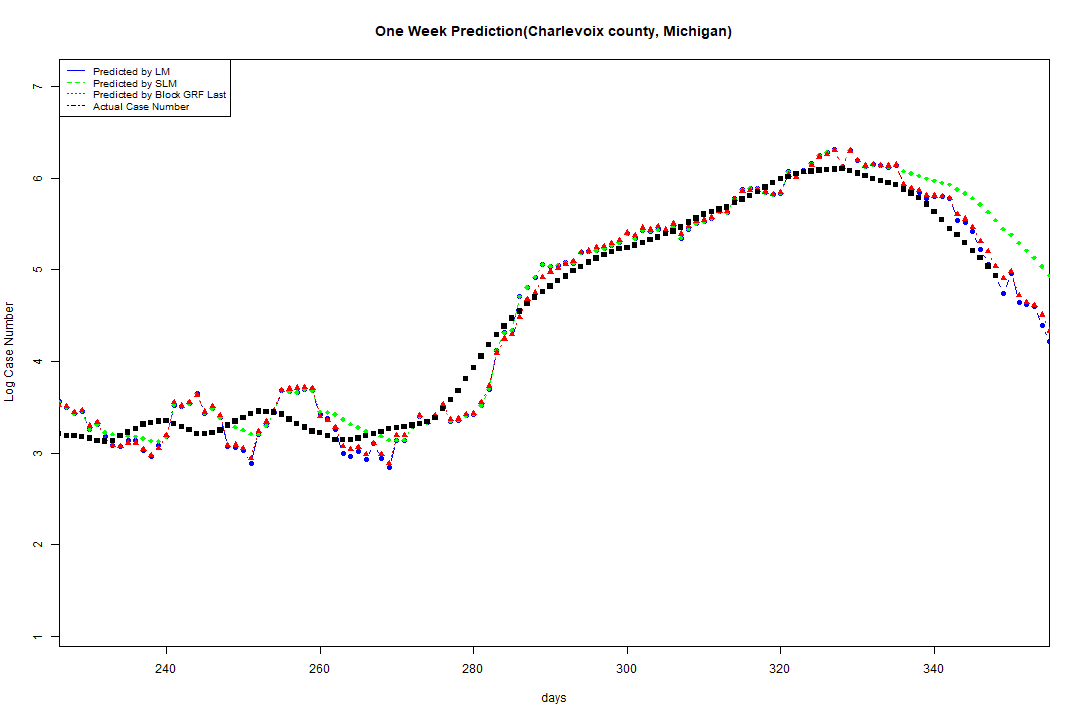 One Week Prediction(Charlevoix county, Michigan)
Predicted by LM
Predicted by SLM
Predicted by Block GRF Last
Actual Case Number
7
6
5
4
3
2
1
Log Case Number
240 260 280 300 320 340
days